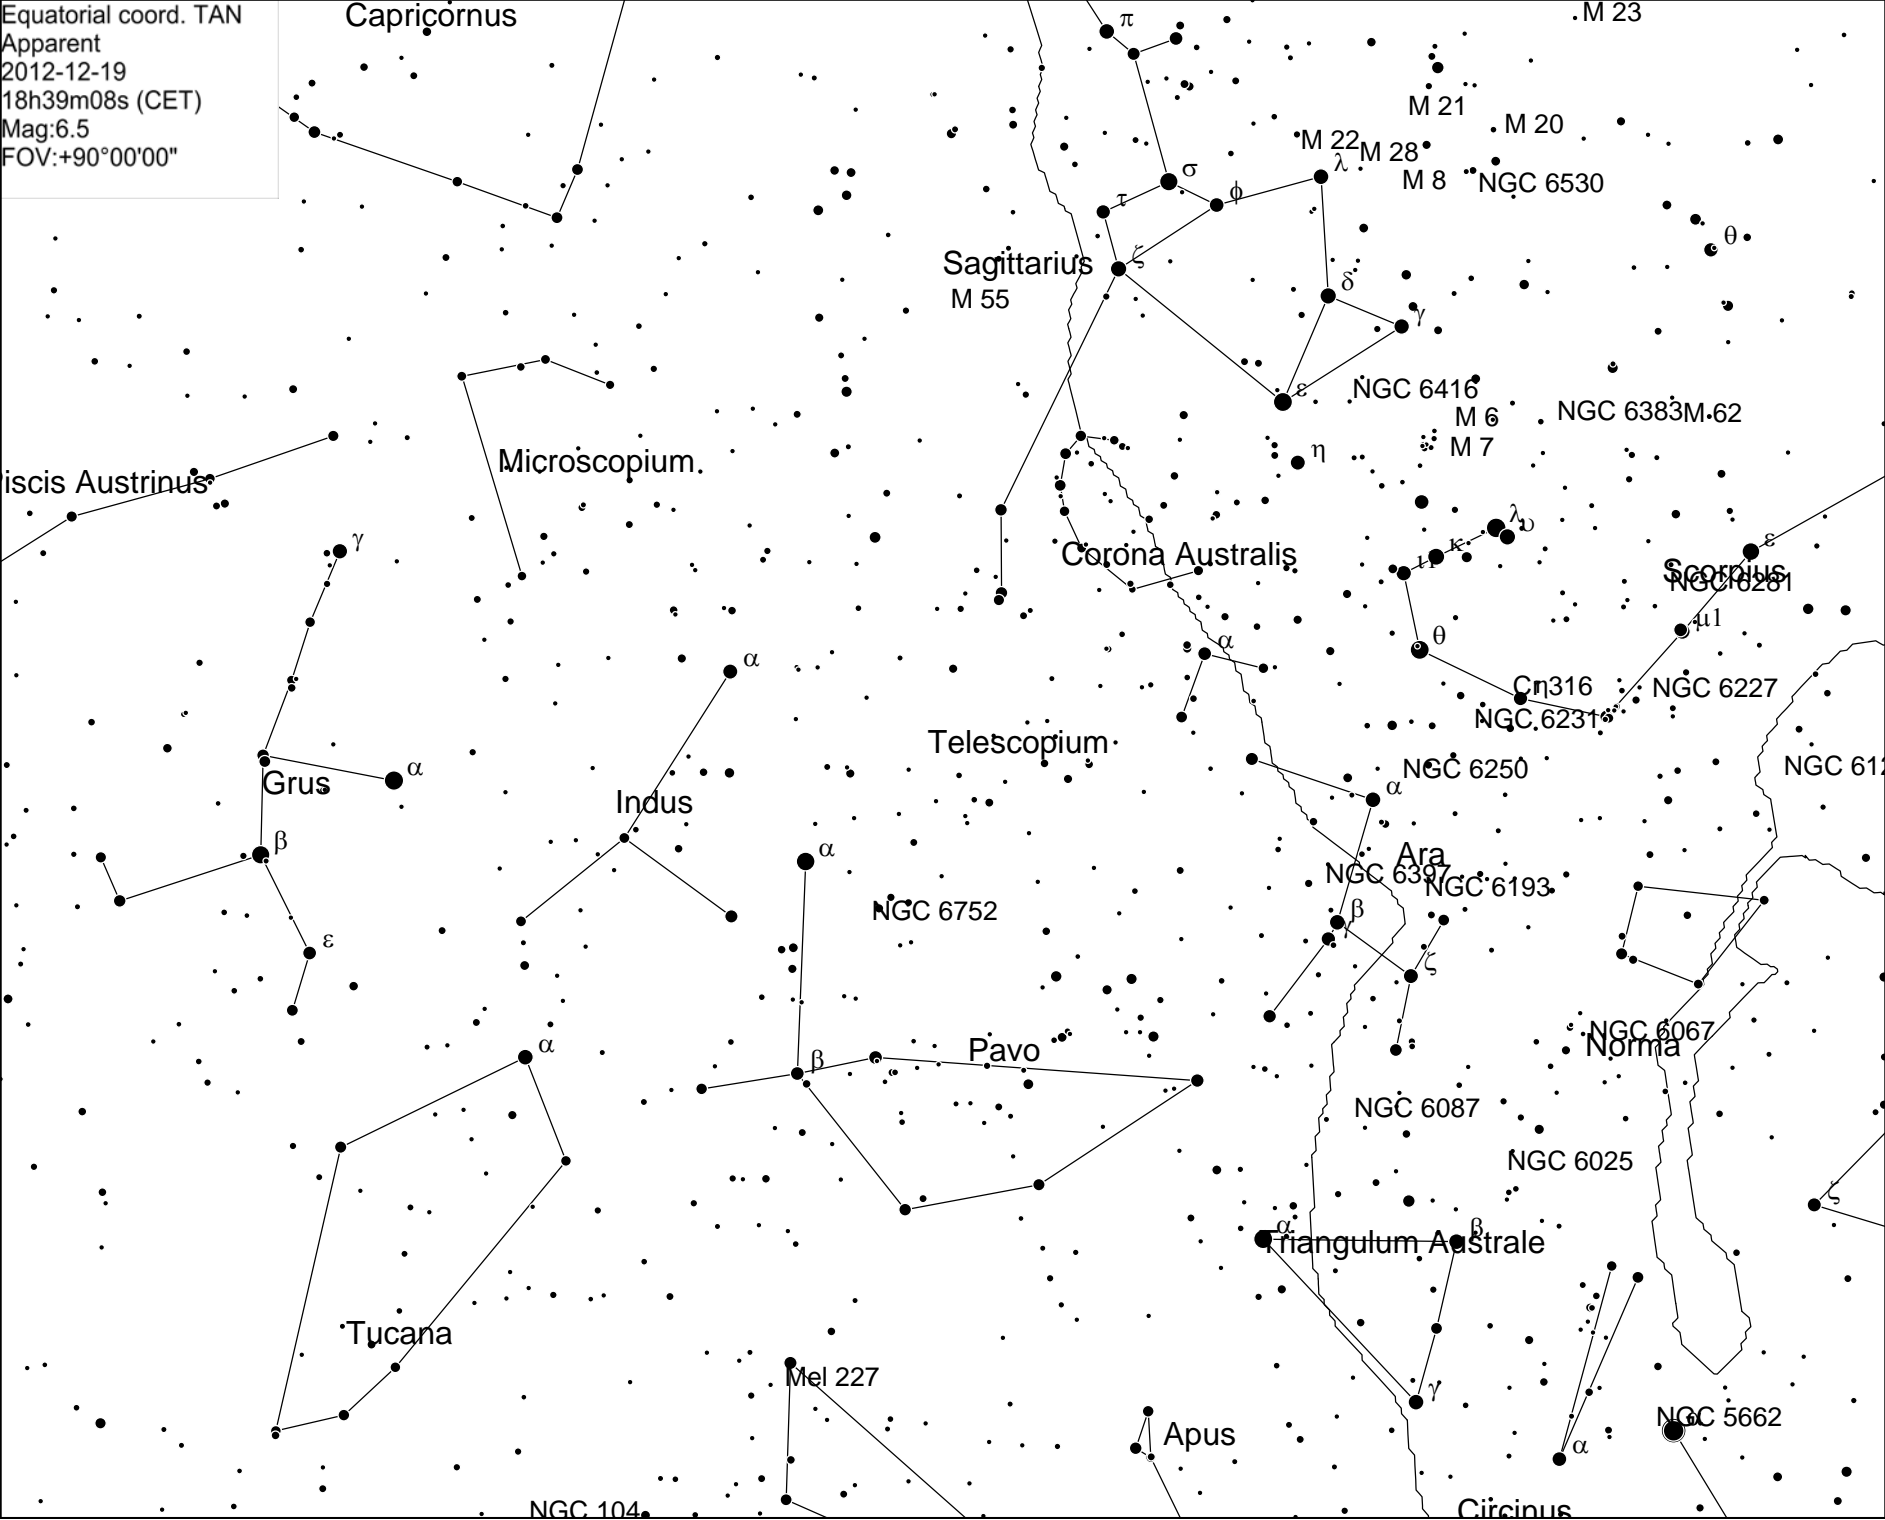 Equatorial coord. TAN
Apparent
2012-12-19
18h39m08s (CET)
Mag:6.5
FOV:+90°00'00"
Capricornus
π
M 23
M 21
M 20
M 22
M 28
λ
M 8
NGC 6530
σ
φ
τ
θ
Sagittarius
ζ
M 55
δ
γ
ε
NGC 6416
M 6
NGC 6383
M 62
M 7
η
Microscopium
iscis Austrinus
λ
υ
κ
ι1
ε
γ
Corona Australis
Scorpius
NGC 6281
μ1
θ
α
α
Cr 316
η
NGC 6227
NGC 6231
Telescopium
NGC 6250
NGC 612
α
Grus
Indus
α
β
α
Ara
NGC 6397
NGC 6193
NGC 6752
β
γ
ε
ζ
NGC 6067
Norma
α
β
Pavo
NGC 6087
NGC 6025
ζ
α
β
Triangulum Australe
Tucana
Mel 227
γ
NGC 5662
α
Apus
α
NGC 104
Circinus